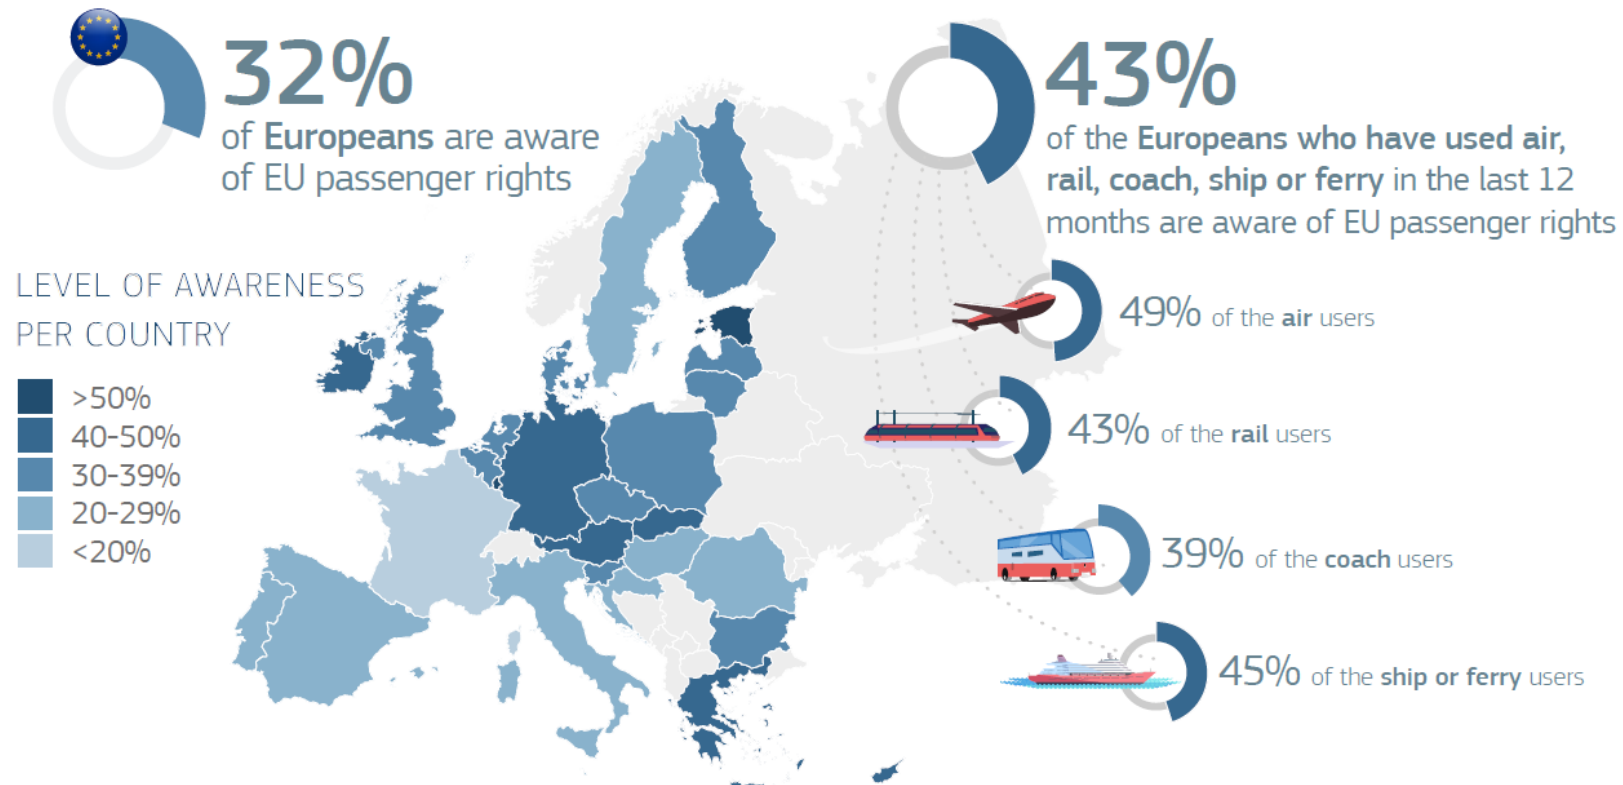 32%
of Europeans are aware
of EU passenger rights
43%
of the Europeans who have used air,
rail, coach, ship or ferry in the last 12
months are aware of EU passenger rights
LEVEL OF AWARENESS
PER COUNTRY
>50%
40-50%
30-39%
20-29%
<20%
49% of the air users
43% of the rail users
39% of the coach users
45% of the ship or ferry users